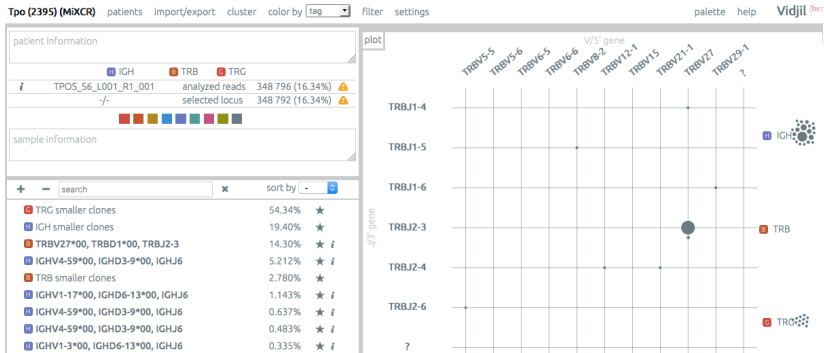 Tpo (2395) (MiXCR) patients import/export cluster color by tag filter settings palette help Vidjil
patient information
H IGH B TRB G TRG
i TPOS_S6_L001_R1_001 analyzed reads 348 796 (16.34%)
-/- selected locus 348 792 (16.34%)
sample information
+ – search × sort by -
G TRG smaller clones 54.34% ★
H IGH smaller clones 19.40% ★
B TRBV27*00, TRBD1*00, TRBJ2-3 14.30% ★ i
H IGHV4-59*00, IGHD3-9*00, IGHJ6 5.212% ★ i
B TRB smaller clones 2.780% ★
H IGHV1-17*00, IGHD6-13*00, IGHJ6 1.143% ★ i
H IGHV4-59*00, IGHD3-9*00, IGHJ6 0.637% ★ i
H IGHV4-59*00, IGHD3-9*00, IGHJ6 0.483% ★ i
H IGHV1-3*00, IGHD6-13*00, IGHJ6 0.335% ★ i
plot
V/5' gene
TRBV5-5 TRBV5-6 TRBV6-5 TRBV6-6 TRBV8-2 TRBV12-1 TRBV15 TRBV21-1 TRBV27 TRBV29-1 ?
J/3' gene
TRBJ1-4
TRBJ1-5
TRBJ1-6
TRBJ2-3
TRBJ2-4
TRBJ2-6
?
H IGH
B TRB
G TRG